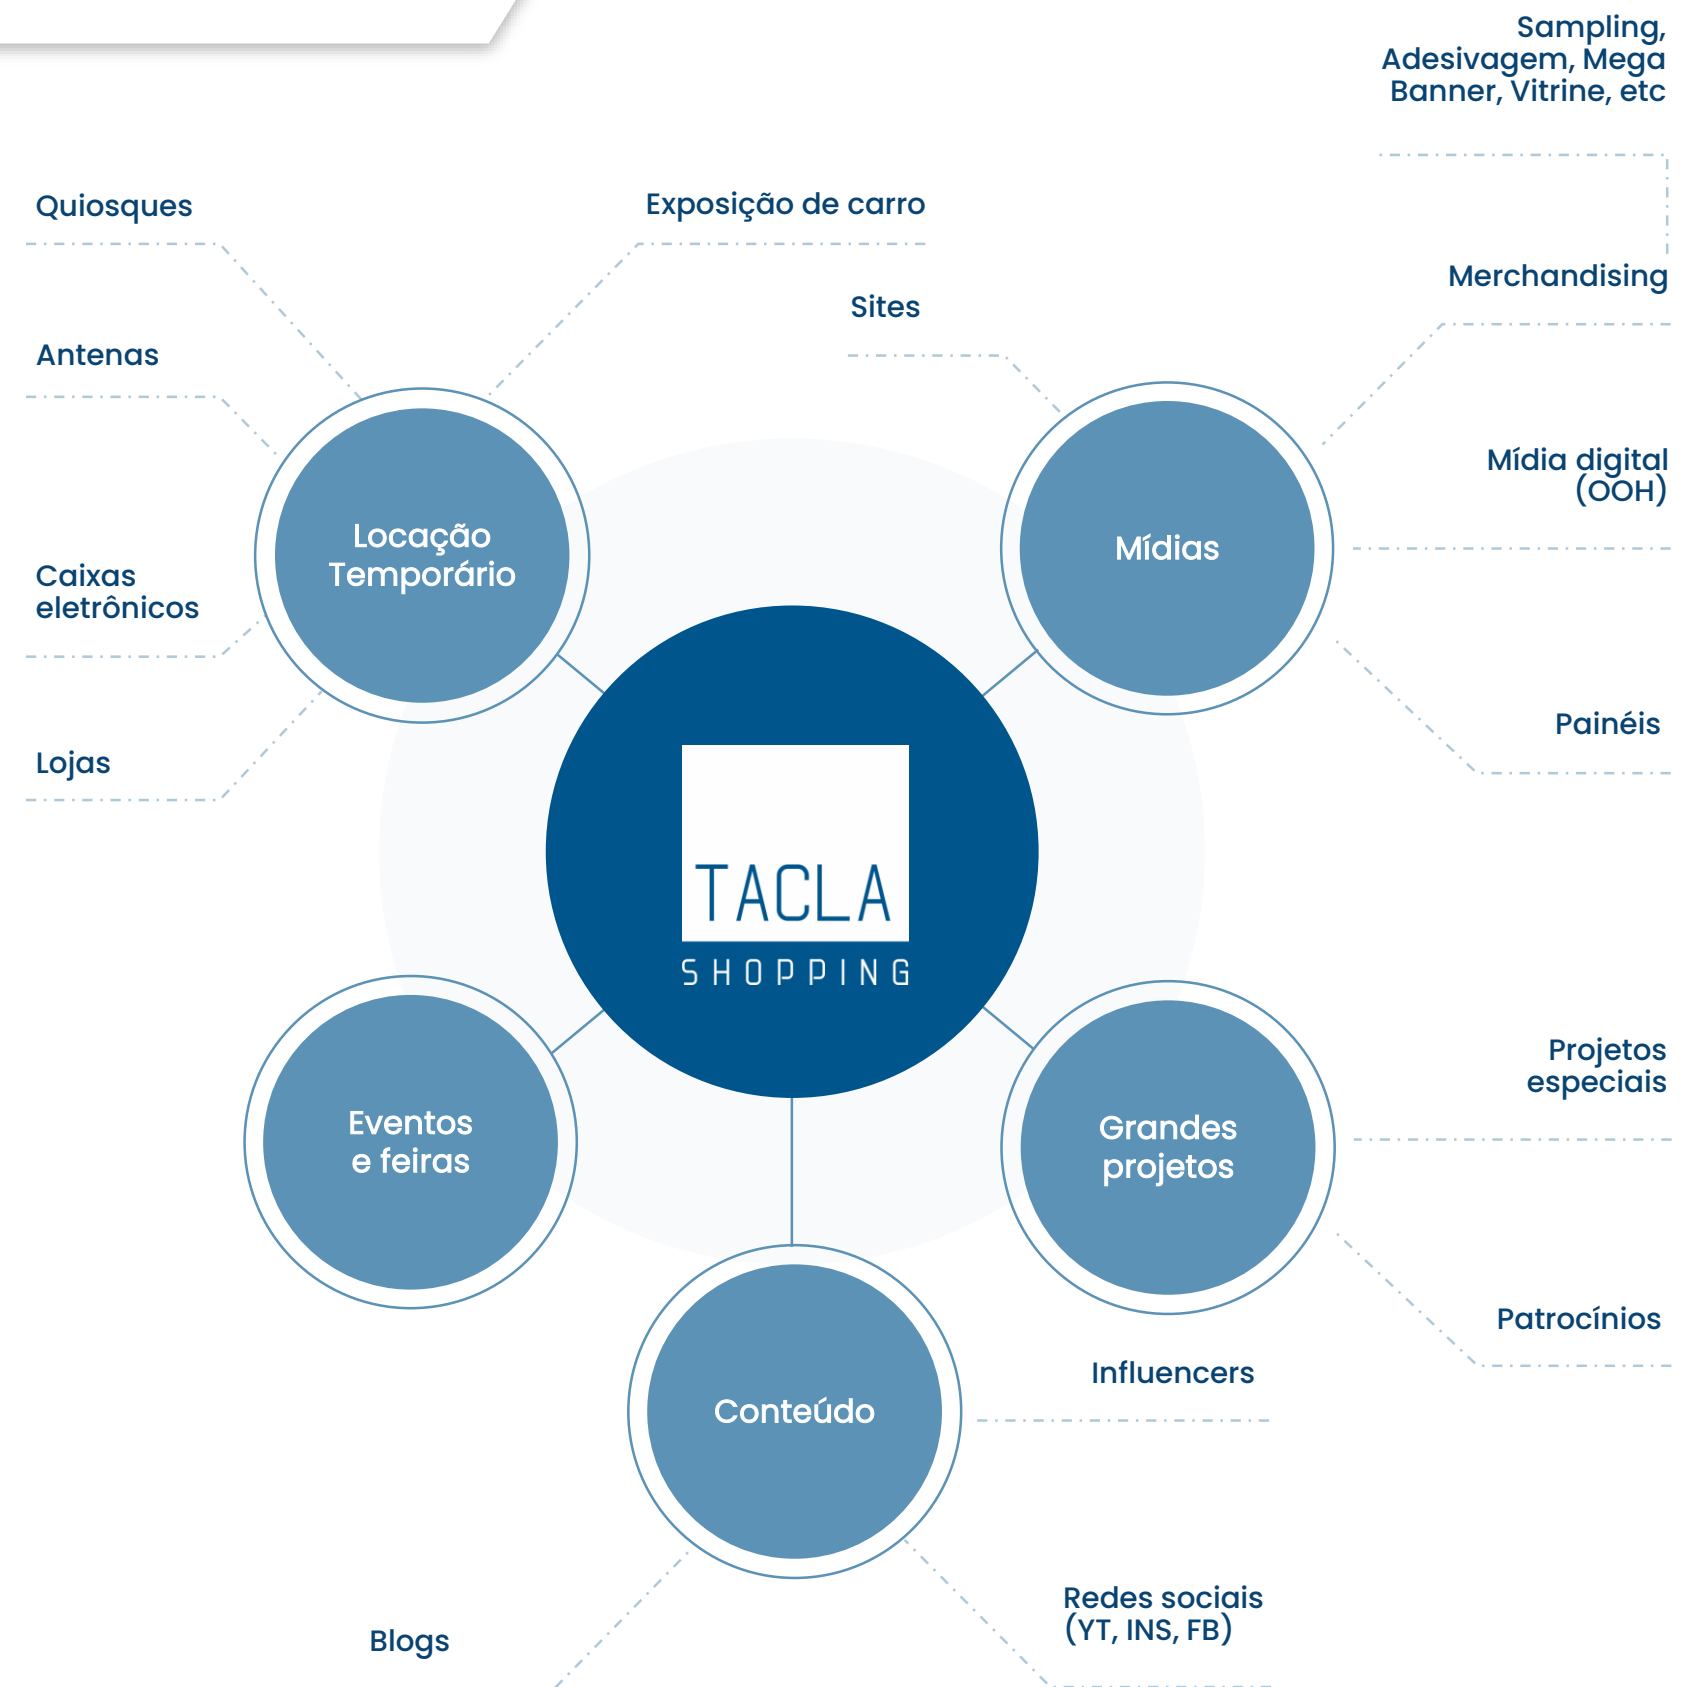 Sampling,
Adesivagem, Mega
Banner, Vitrine, etc
Quiosques
Exposição de carro
Merchandising
Sites
Antenas
Mídia digital
(OOH)
Locação
Temporário
Mídias
Caixas
eletrônicos
Painéis
Lojas
TACLA
SHOPPING
Projetos
especiais
Eventos
e feiras
Grandes
projetos
Patrocínios
Influencers
Conteúdo
Redes sociais
(YT, INS, FB)
Blogs